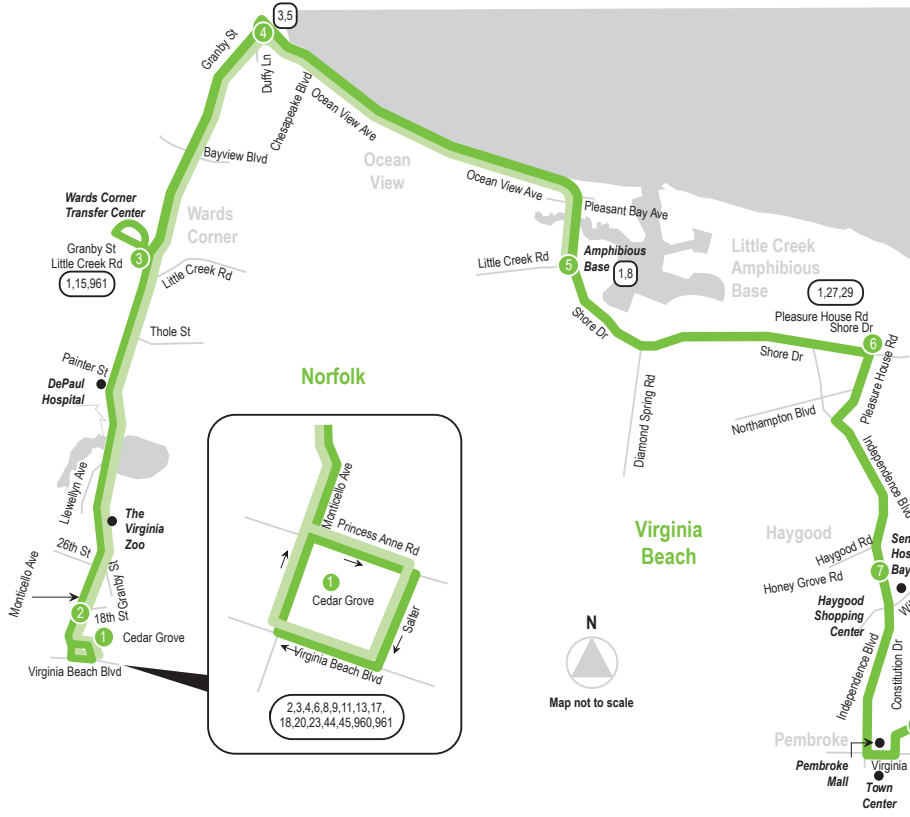 3,5
4
Granby St
Duffy Ln
Chesapeake Blvd
Ocean View Ave
Bayview Blvd
Ocean
View
Wards Corner
Transfer Center
Wards
Corner
Granby St
Little Creek Rd
3
1,15,961
Little Creek Rd
Ocean View Ave
Pleasant Bay Ave
Little Creek Rd
5
Amphibious
Base
1,8
Little Creek
Amphibious
Base
1,27,29
Pleasure House Rd
Shore Dr
6
Shore Dr
Shore Dr
Pleasure House Rd
Thole St
Painter St
DePaul
Hospital
Norfolk
Diamond Spring Rd
Northampton Blvd
Independence Blvd
Llewellyn Ave
The
Virginia
Zoo
26th St
Monticello Ave
Granby St
2
18th St
1
Cedar Grove
Virginia Beach Blvd
Monticello Ave
Princess Anne Rd
1
Cedar Grove
Salter
Virginia Beach Blvd
2,3,4,6,8,9,11,13,17,
18,20,23,44,45,960,961
Virginia
Beach
Haygood
Haygood Rd
Sen
Hos
Bay
7
Honey Grove Rd
Wit
Haygood
Shopping
Center
N
Map not to scale
Independence Blvd
Constitution Dr
Pembroke
Pembroke
Mall
Virginia
Town
Center